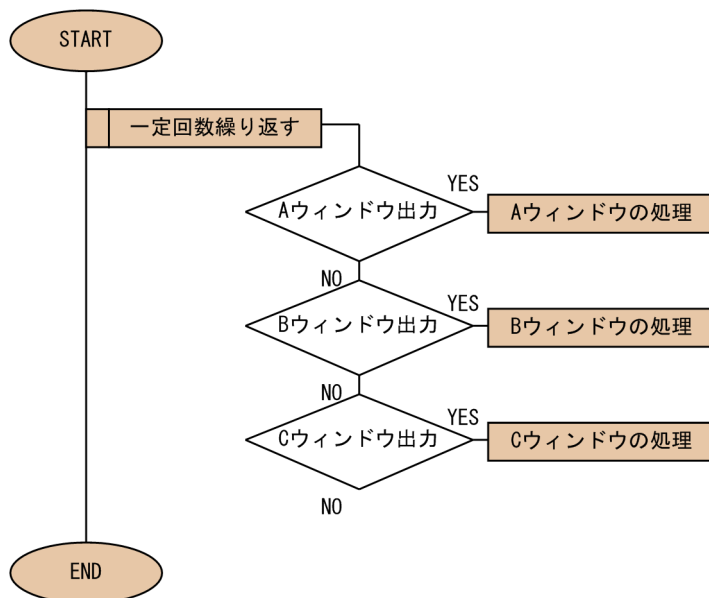 START
一定回数繰り返す
YES
Aウィンドウ出力
Aウィンドウの処理
NO
YES
Bウィンドウ出力
Bウィンドウの処理
NO
YES
Cウィンドウ出力
Cウィンドウの処理
NO
END